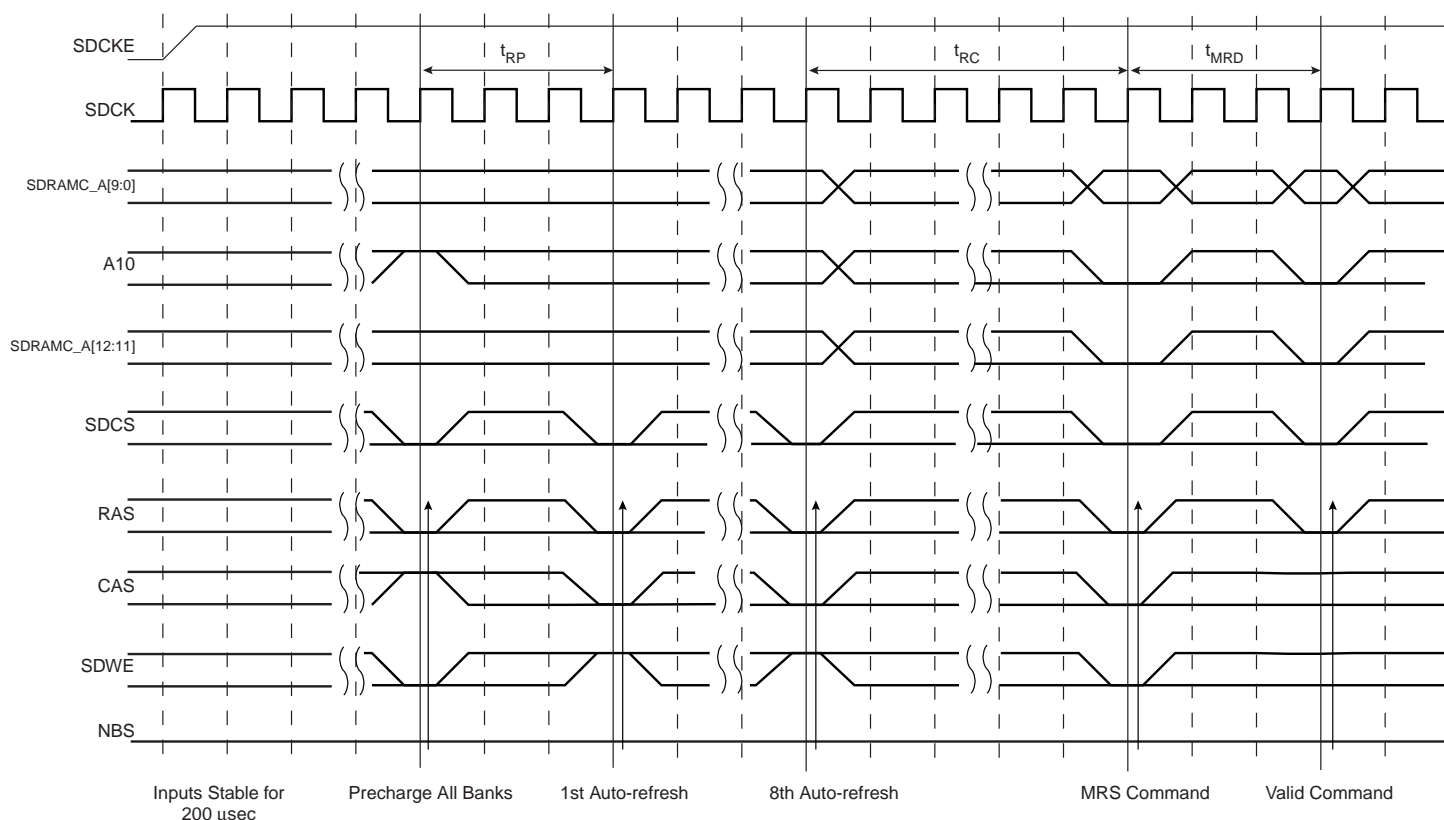 SDCKE
tRP
tRC
tMRD
SDCK
SDRAMC_A[9:0]
A10
SDRAMC_A[12:11]
SDCS
RAS
CAS
SDWE
NBS
Inputs Stable for
200 μsec
Precharge All Banks
1st Auto-refresh
8th Auto-refresh
MRS Command
Valid Command